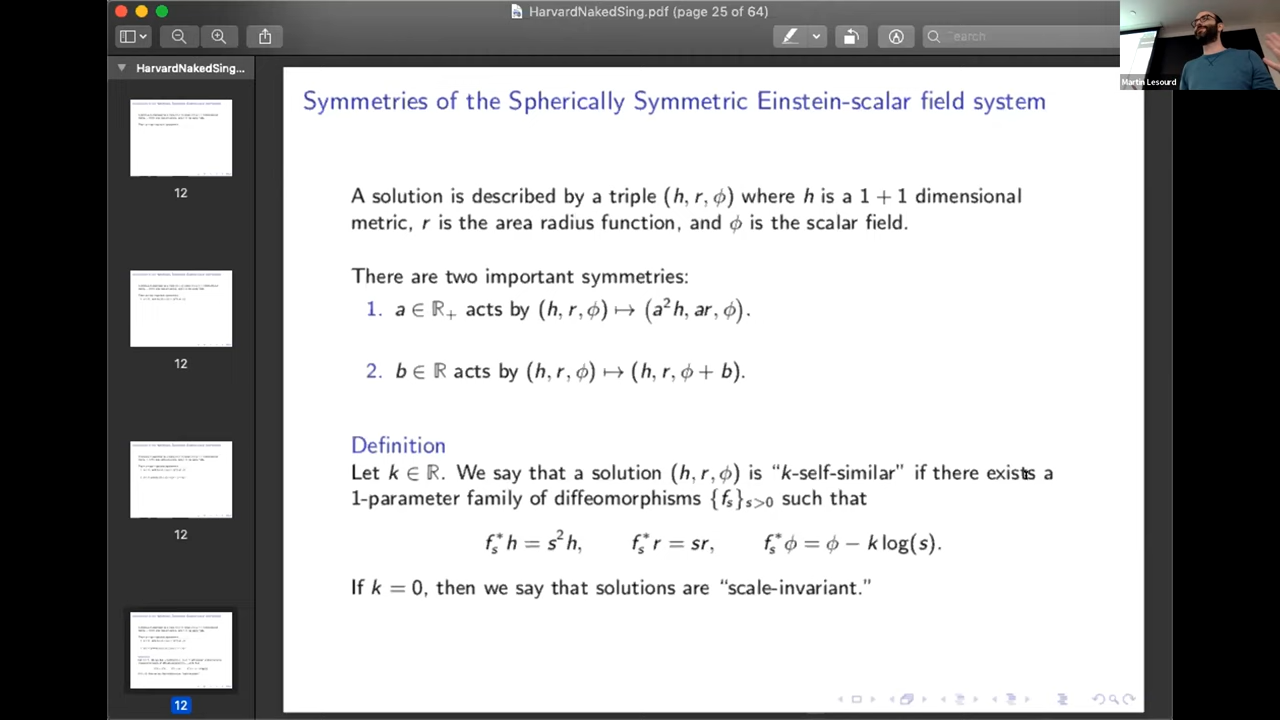 HarvardNakedSing.pdf (page 25 of 64)
Search
Martin Lesourd
HarvardNakedSing...
12
12
12
12
Symmetries of the Spherically Symmetric Einstein-scalar field system
A solution is described by a triple (h, r, ϕ) where h is a 1 + 1 dimensional
metric, r is the area radius function, and ϕ is the scalar field.
There are two important symmetries:
1. a ∈ ℝ₊ acts by (h, r, ϕ) ↦ (a²h, ar, ϕ).
2. b ∈ ℝ acts by (h, r, ϕ) ↦ (h, r, ϕ + b).
Definition
Let k ∈ ℝ. We say that a solution (h, r, ϕ) is “k-self-similar” if there exists a
1-parameter family of diffeomorphisms {fₛ}ₛ>₀ such that
fₛ*h = s²h, fₛ*r = sr, fₛ*ϕ = ϕ − k log(s).
If k = 0, then we say that solutions are “scale-invariant.”